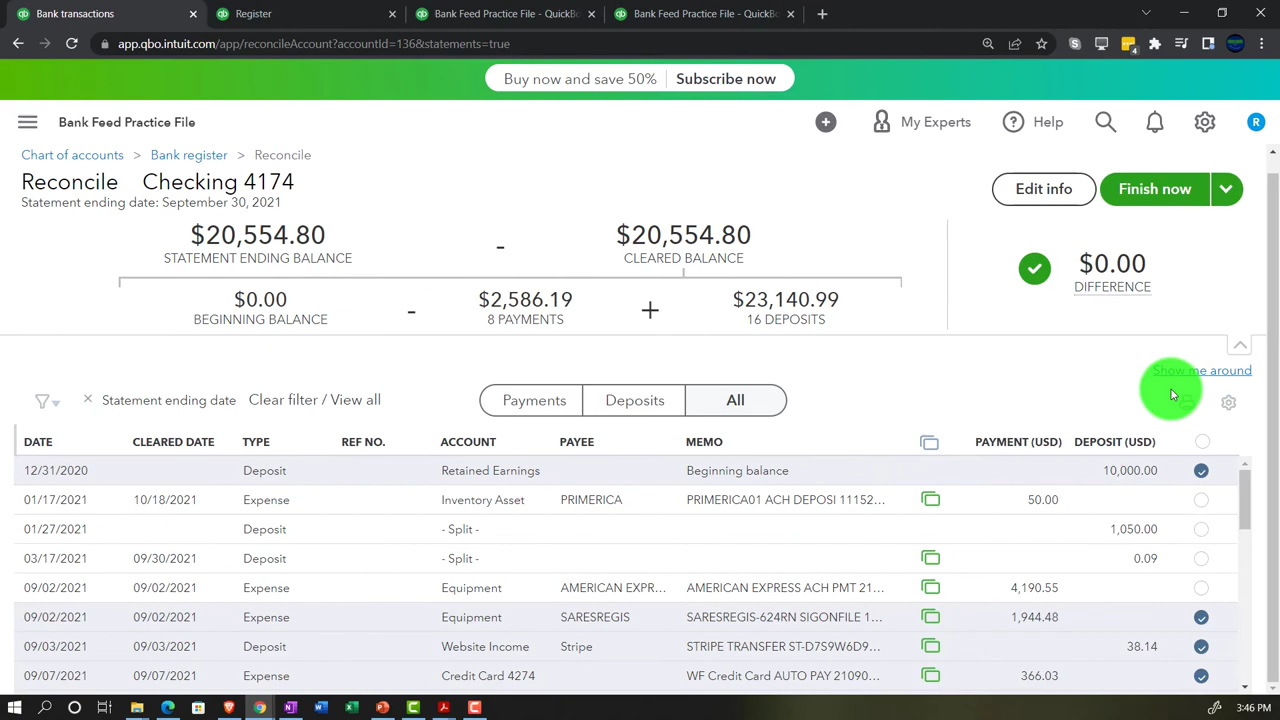 Bank transactions
Register
Bank Feed Practice File - QuickBo
Bank Feed Practice File - QuickBo
app.qbo.intuit.com/app/reconcileAccount?accountId=136&statements=true
4
Buy now and save 50% Subscribe now
Bank Feed Practice File
My Experts
Help
R
Chart of accounts > Bank register > Reconcile
Reconcile Checking 4174
Statement ending date: September 30, 2021
Edit info
Finish now
$20,554.80 - $20,554.80
STATEMENT ENDING BALANCE CLEARED BALANCE
$0.00
DIFFERENCE
$0.00 - $2,586.19 + $23,140.99
BEGINNING BALANCE 8 PAYMENTS 16 DEPOSITS
Show me around
Statement ending date Clear filter / View all Payments Deposits All
DATE CLEARED DATE TYPE REF NO. ACCOUNT PAYEE MEMO PAYMENT (USD) DEPOSIT (USD)
12/31/2020 Deposit Retained Earnings Beginning balance 10,000.00
01/17/2021 10/18/2021 Expense Inventory Asset PRIMERICA PRIMERICA01 ACH DEPOSI 11152... 50.00
01/27/2021 Deposit - Split - 1,050.00
03/17/2021 09/30/2021 Deposit - Split - 0.09
09/02/2021 09/02/2021 Expense Equipment AMERICAN EXPR... AMERICAN EXPRESS ACH PMT 21... 4,190.55
09/02/2021 09/02/2021 Expense Equipment SARESREGIS SARESREGIS-624RN SIGONFILE 1... 1,944.48
09/03/2021 09/03/2021 Deposit Website Income Stripe STRIPE TRANSFER ST-D7S9W6D9... 38.14
09/07/2021 09/07/2021 Expense Credit Card 4274 WF Credit Card AUTO PAY 21090... 366.03
3:46 PM